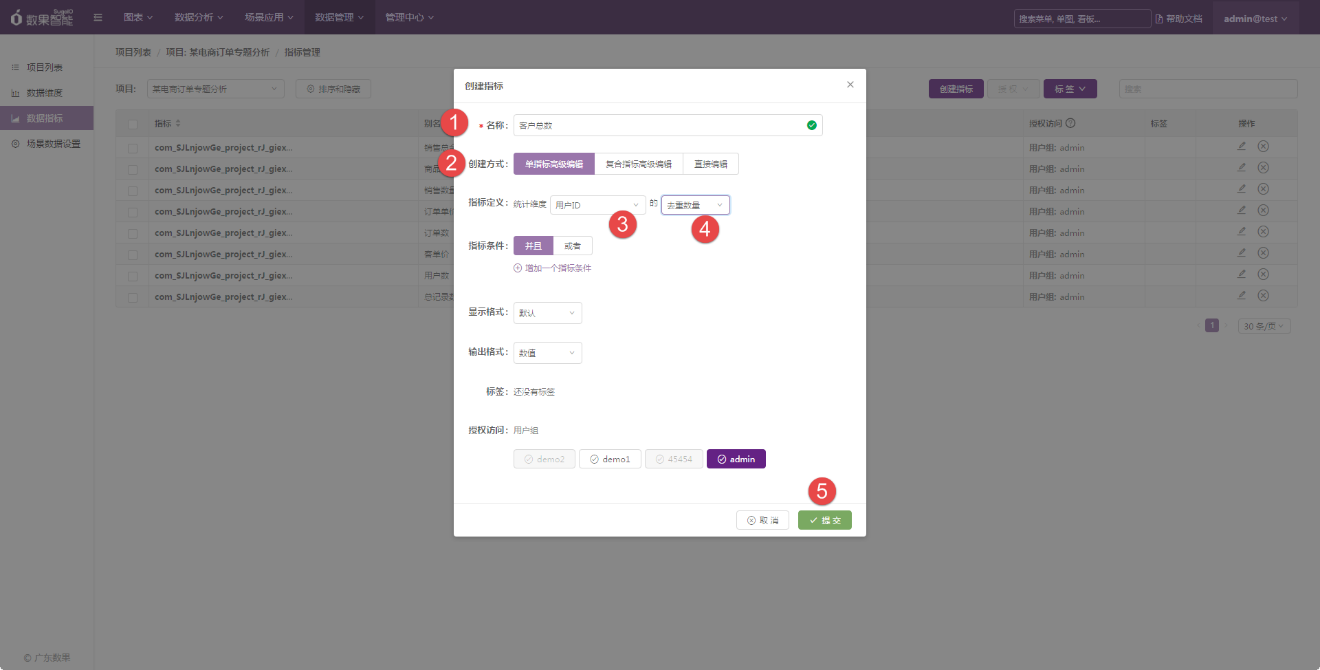 SugoIO
数果智能
图表
数据分析
场景应用
数据管理
管理中心
搜索菜单, 单图, 看板...
帮助文档
admin@test
项目列表
数据维度
数据指标
场景数据设置
© 广东数果
项目列表 / 项目: 某电商订单专题分析 / 指标管理
项目: 某电商订单专题分析
排序和隐藏
创建指标
授 权
标 签
搜索
指标
别名
授权访问
标签
操作
com_SJLnjowGe_project_rJ_giex...
销售总
用户组: admin
com_SJLnjowGe_project_rJ_giex...
商品
用户组: admin
com_SJLnjowGe_project_rJ_giex...
销售数量
用户组: admin
com_SJLnjowGe_project_rJ_giex...
订单单价
用户组: admin
com_SJLnjowGe_project_rJ_giex...
订单数
用户组: admin
com_SJLnjowGe_project_rJ_giex...
客单价
用户组: admin
com_SJLnjowGe_project_rJ_giex...
用户数
用户组: admin
com_SJLnjowGe_project_rJ_giex...
总记录数
用户组: admin
1
30 条/页
创建指标
1
* 名称: 客户总数
2
创建方式: 单指标高级编辑 复合指标高级编辑 直接编辑
指标定义: 统计维度 用户ID 的 去重数量
3
4
指标条件: 并且 或者
增加一个指标条件
显示格式: 默认
输出格式: 数值
标签: 还没有标签
授权访问: 用户组
demo2 demo1 45454 admin
5
取 消
提 交